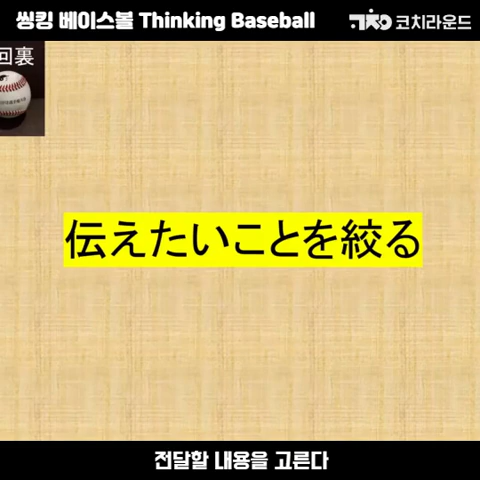 씽킹 베이스볼 Thinking Baseball
코치라운드
回裏
伝えたいことを絞る
전달할 내용을 고른다